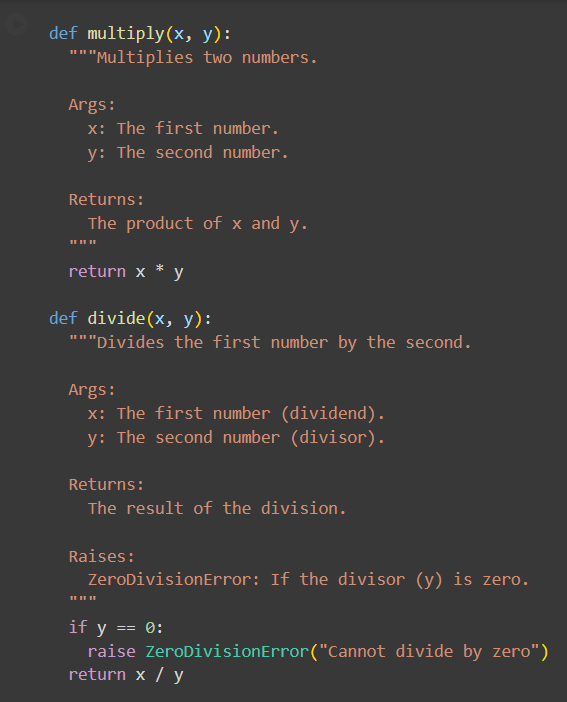 def multiply(x, y):
"""Multiplies two numbers.
Args:
x: The first number.
y: The second number.
Returns:
The product of x and y.
"""
return x * y
def divide(x, y):
"""Divides the first number by the second.
Args:
x: The first number (dividend).
y: The second number (divisor).
Returns:
The result of the division.
Raises:
ZeroDivisionError: If the divisor (y) is zero.
"""
if y == 0:
raise ZeroDivisionError("Cannot divide by zero")
return x / y